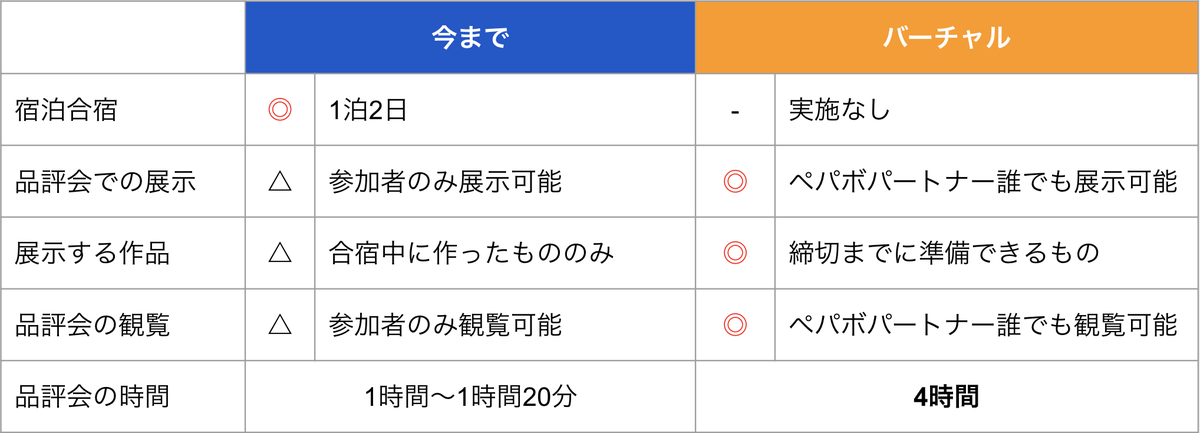 今まで バーチャル
宿泊合宿 ◎ 1泊2日 - 実施なし
品評会での展示 △ 参加者のみ展示可能 ◎ ペパボパートナー誰でも展示可能
展示する作品 △ 合宿中に作ったもののみ ◎ 締切までに準備できるもの
品評会の観覧 △ 参加者のみ観覧可能 ◎ ペパボパートナー誰でも観覧可能
品評会の時間 1時間〜1時間20分 4時間